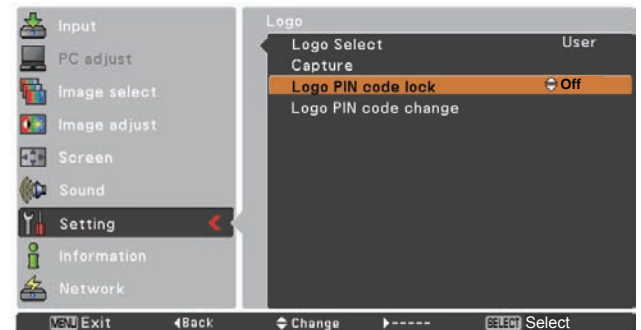 Input
PC adjust
Image select
Image adjust
Screen
Sound
Setting
Information
Network
Logo
Logo Select User
Capture
Logo PIN code lock Off
Logo PIN code change
MENU Exit Back Change ----- SELECT Select